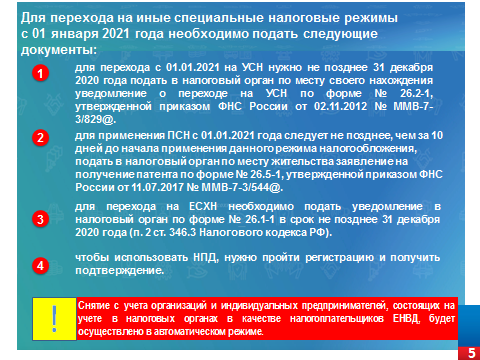 Для перехода на иные специальные налоговые режимы
с 01 января 2021 года необходимо подать следующие
документы:
1
для перехода с 01.01.2021 на УСН нужно не позднее 31 декабря
2020 года подать в налоговый орган по месту своего нахождения
уведомление о переходе на УСН по форме № 26.2-1,
утвержденной приказом ФНС России от 02.11.2012 № ММВ-7-
3/829@.
2
для применения ПСН с 01.01.2021 года следует не позднее, чем за 10
дней до начала применения данного режима налогообложения,
подать в налоговый орган по месту жительства заявление на
получение патента по форме № 26.5-1, утвержденной приказом ФНС
России от 11.07.2017 № ММВ-7-3/544@.
3
для перехода на ЕСХН необходимо подать уведомление в
налоговый орган по форме № 26.1-1 в срок не позднее 31 декабря
2020 года (п. 2 ст. 346.3 Налогового кодекса РФ).
4
чтобы использовать НПД, нужно пройти регистрацию и получить
подтверждение.
!
Снятие с учета организаций и индивидуальных предпринимателей, состоящих на
учете в налоговых органах в качестве налогоплательщиков ЕНВД, будет
осуществлено в автоматическом режиме.
5